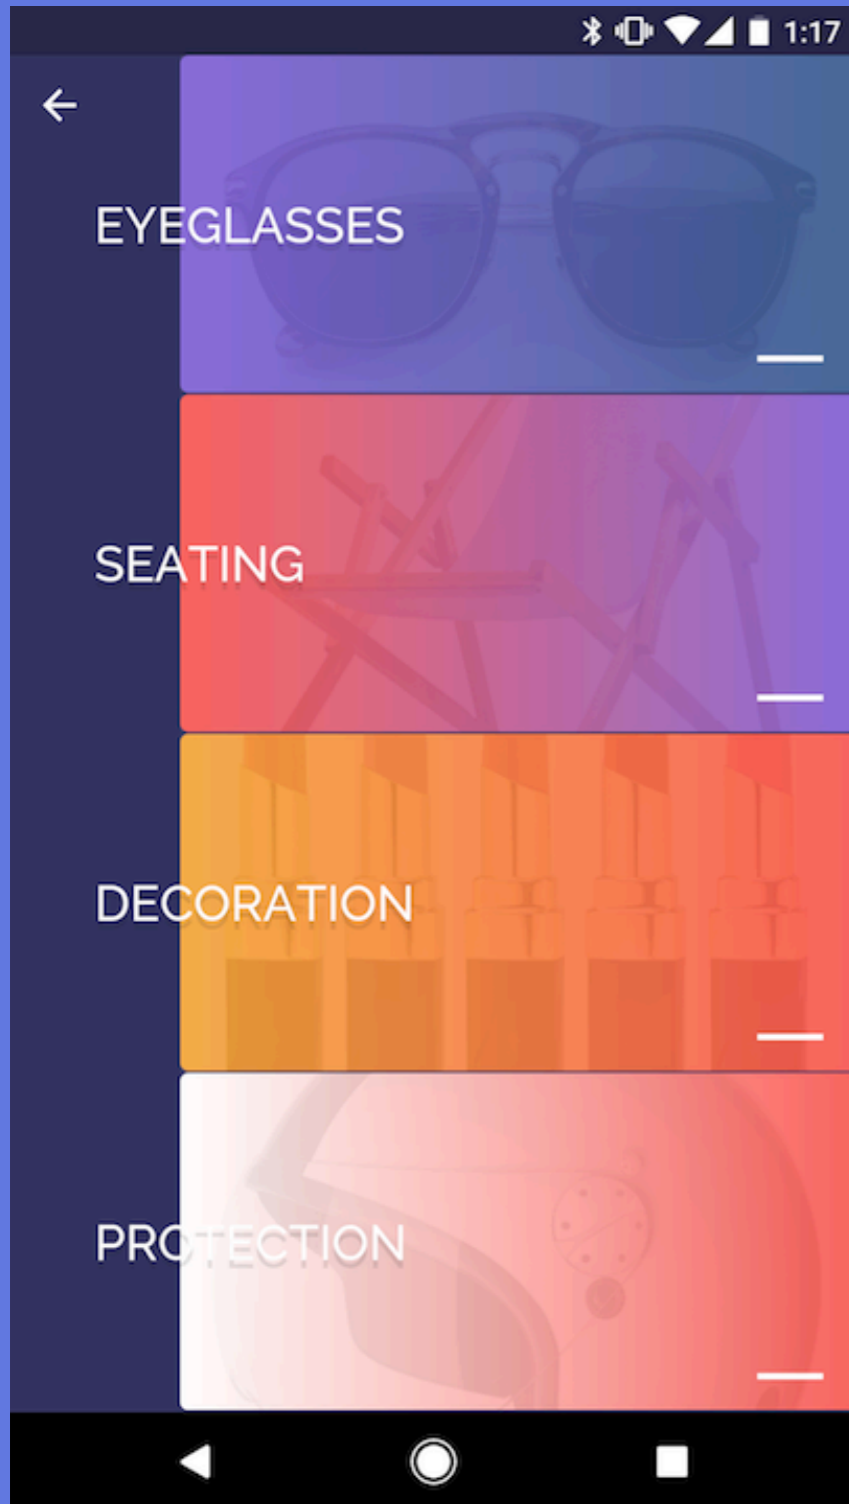 1:17
EYEGLASSES
SEATING
DECORATION
PROTECTION